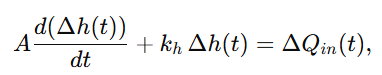 A d(Δh(t))/dt + k_h Δh(t) = ΔQ_in(t),